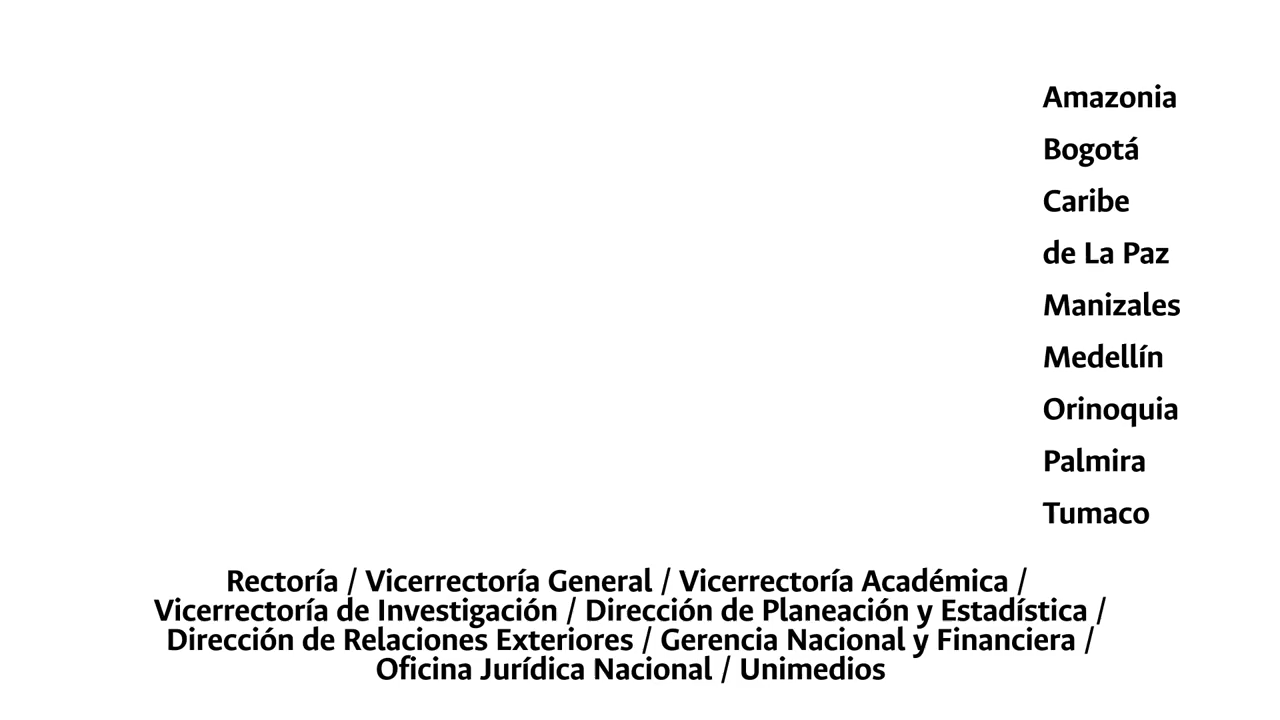 Amazonia
Bogotá
Caribe
de La Paz
Manizales
Medellín
Orinoquia
Palmira
Tumaco
Rectoría / Vicerrectoría General / Vicerrectoría Académica /
Vicerrectoría de Investigación / Dirección de Planeación y Estadística /
Dirección de Relaciones Exteriores / Gerencia Nacional y Financiera /
Oficina Jurídica Nacional / Unimedios